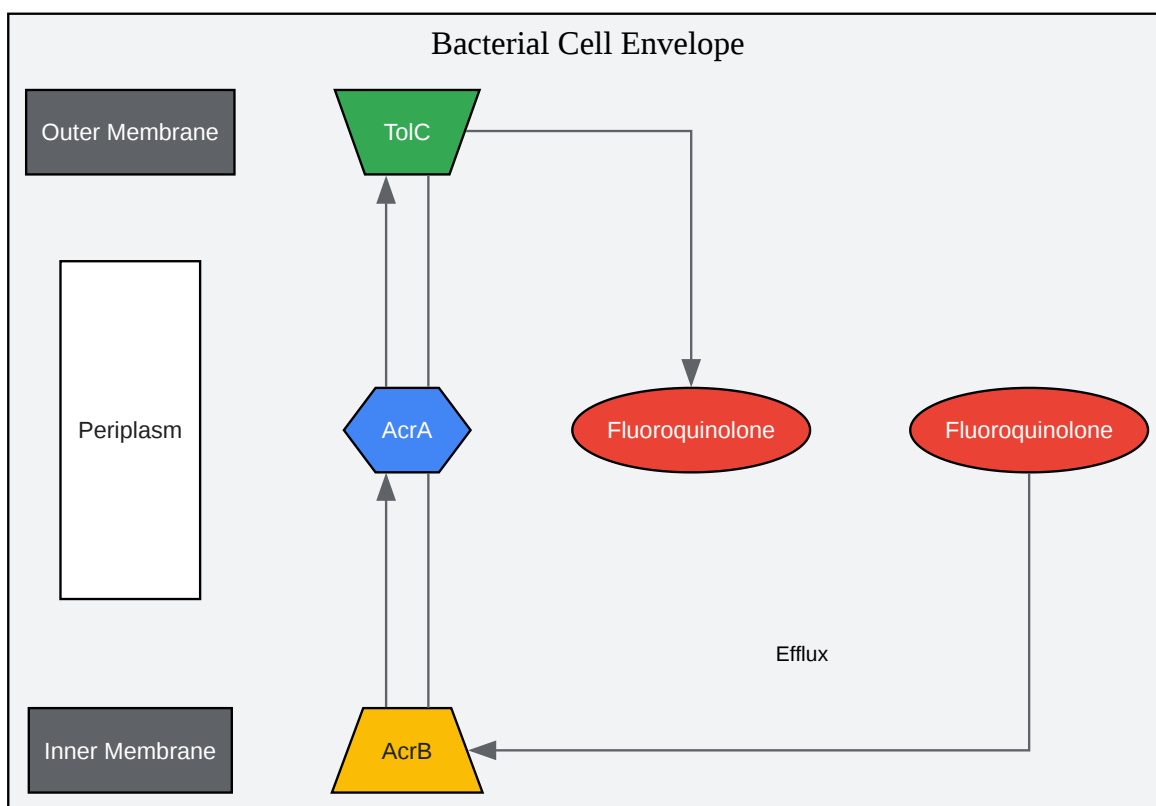 Bacterial Cell Envelope
Outer Membrane
TolC
Periplasm
AcrA
Fluoroquinolone
Fluoroquinolone
Efflux
Inner Membrane
AcrB